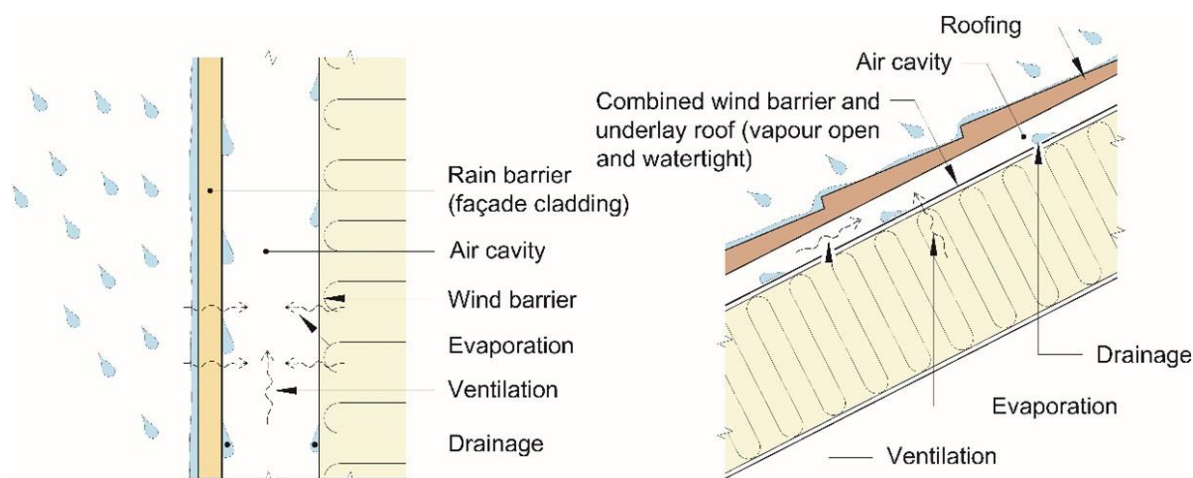 Rain barrier
(façade cladding)
Air cavity
Wind barrier
Evaporation
Ventilation
Drainage
Roofing
Air cavity
Combined wind barrier and
underlay roof (vapour open
and watertight)
Drainage
Evaporation
Ventilation